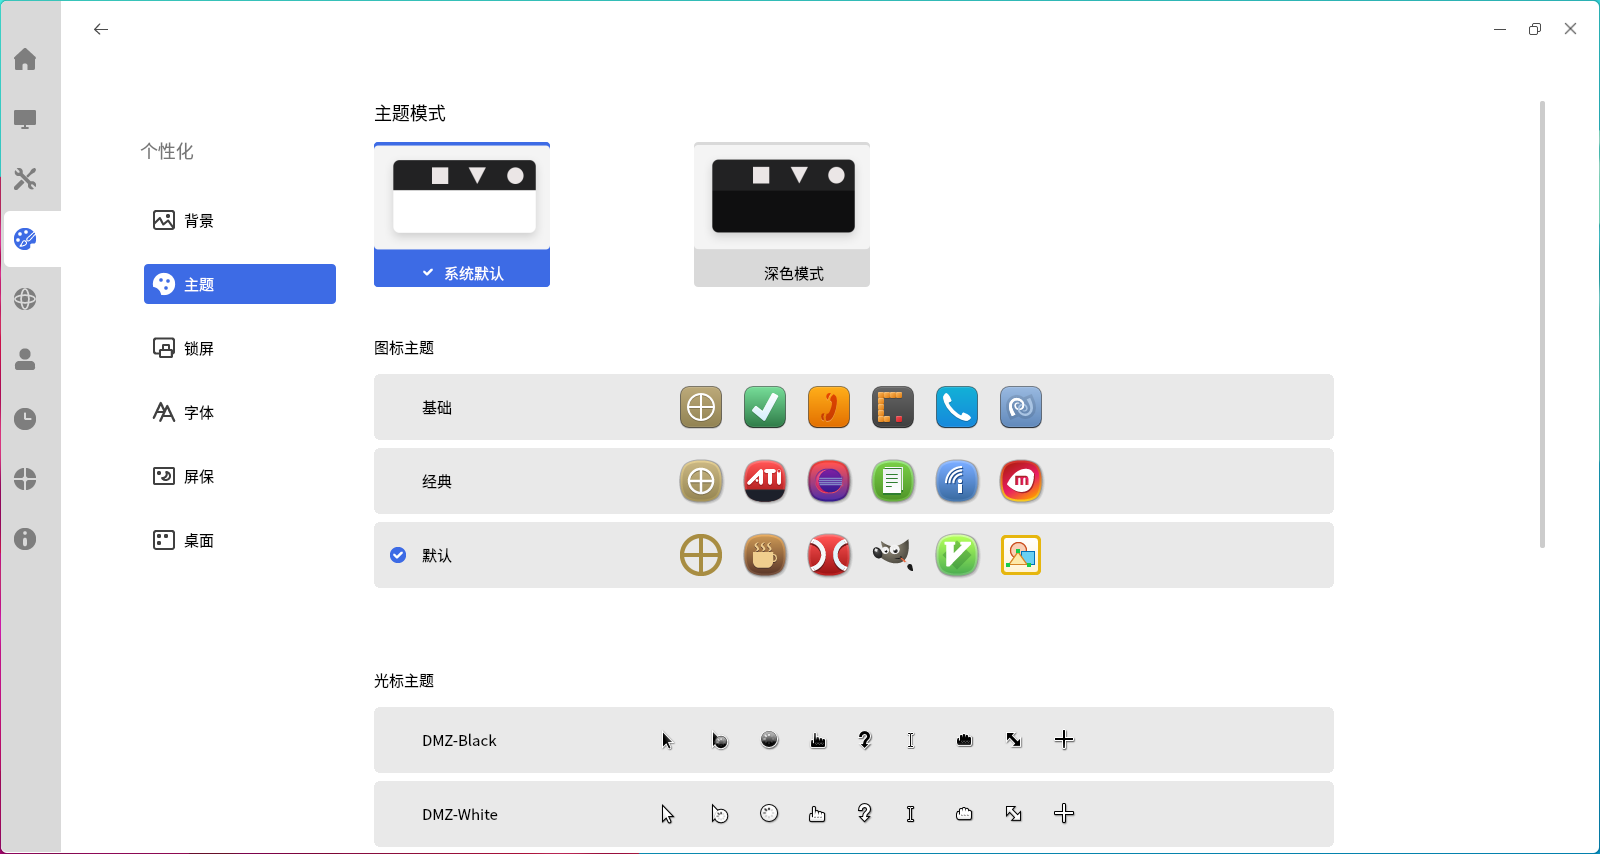 个性化
背景
主题
锁屏
字体
屏保
桌面
主题模式
系统默认
深色模式
图标主题
基础
经典
ATi
m
默认
光标主题
DMZ-Black
DMZ-White